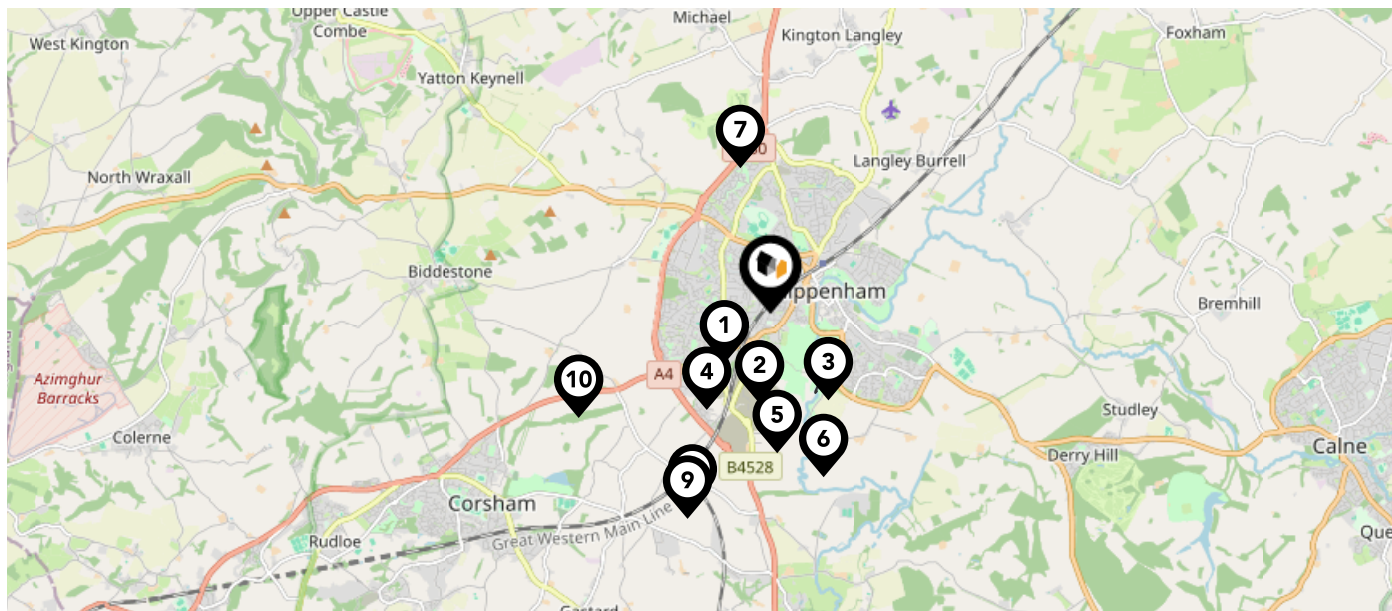 Upper Castle
Combe
Michael
West Kington
Kington Langley
Foxham
Yatton Keynell
7
Langley Burrell
North Wraxall
Biddestone
ippenham
Bremhill
1
2
3
4
A4
10
Azimghur
Barracks
5
Studley
6
Colerne
Calne
Derry Hill
B4528
9
Corsham
Great Western Main Line
Rudloe
Que
Gastard